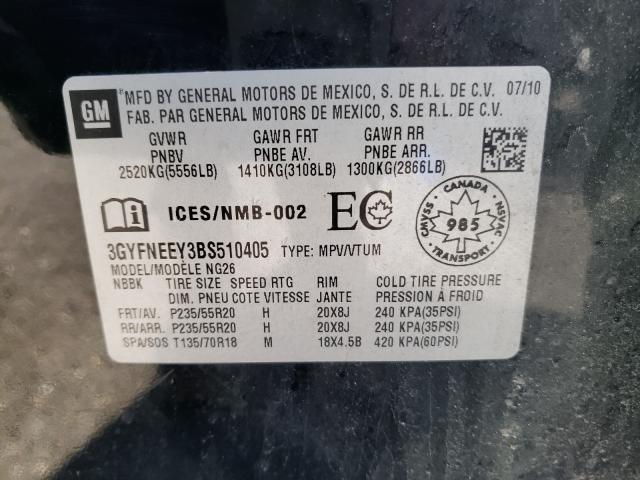 GM
*MFD BY GENERAL MOTORS DE MEXICO, S. DE R.L. DE C.V. 07/10
FAB. PAR GENERAL MOTORS DE MEXICO, S. DE R.L. DE C.V.
GVWR GAWR FRT GAWR RR
PNBV PNBE AV. PNBE ARR.
2520KG(5556LB) 1410KG(3108LB) 1300KG(2866LB)
ICES/NMB-002 EC
CANADA
CMVSS 985 NSVAC
TRANSPORT
3GYFNEEY3BS510405 TYPE: MPV/VTUM
MODEL/MODÈLE NG26
NBBK TIRE SIZE SPEED RTG RIM COLD TIRE PRESSURE
DIM. PNEU COTE VITESSE JANTE PRESSION À FROID
FRT/AV. P235/55R20 H 20X8J 240 KPA(35PSI)
RR/ARR. P235/55R20 H 20X8J 240 KPA(35PSI)
SPA/SOS T135/70R18 M 18X4.5B 420 KPA(60PSI)